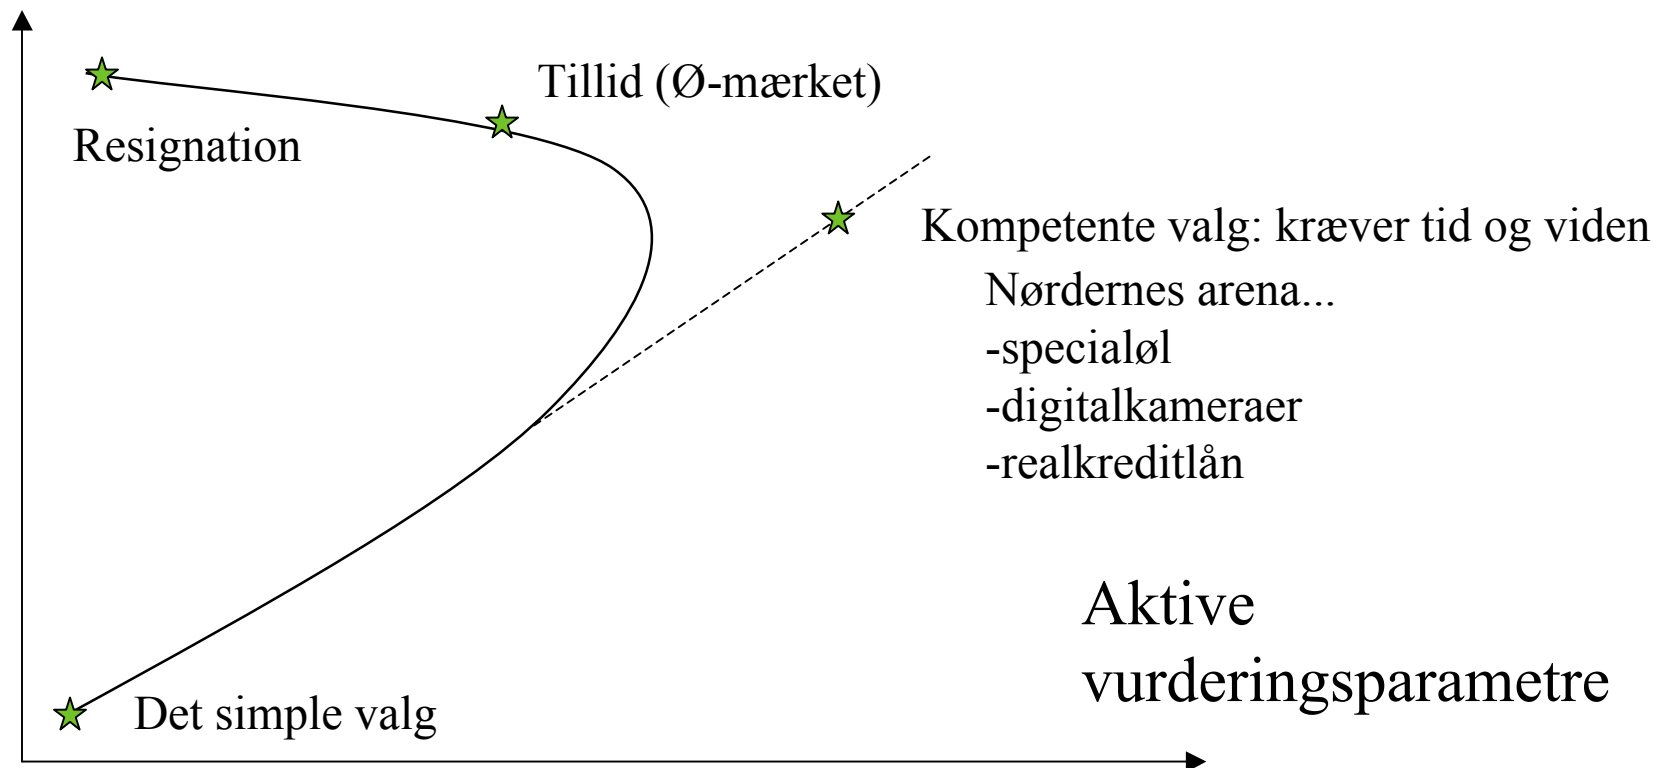 Tillid (Ø-mærket)
Resignation
Kompetente valg: kræver tid og viden
Nørdernes arena...
-specialøl
-digitalkameraer
-realkreditlån
Aktive
vurderingsparametre
Det simple valg